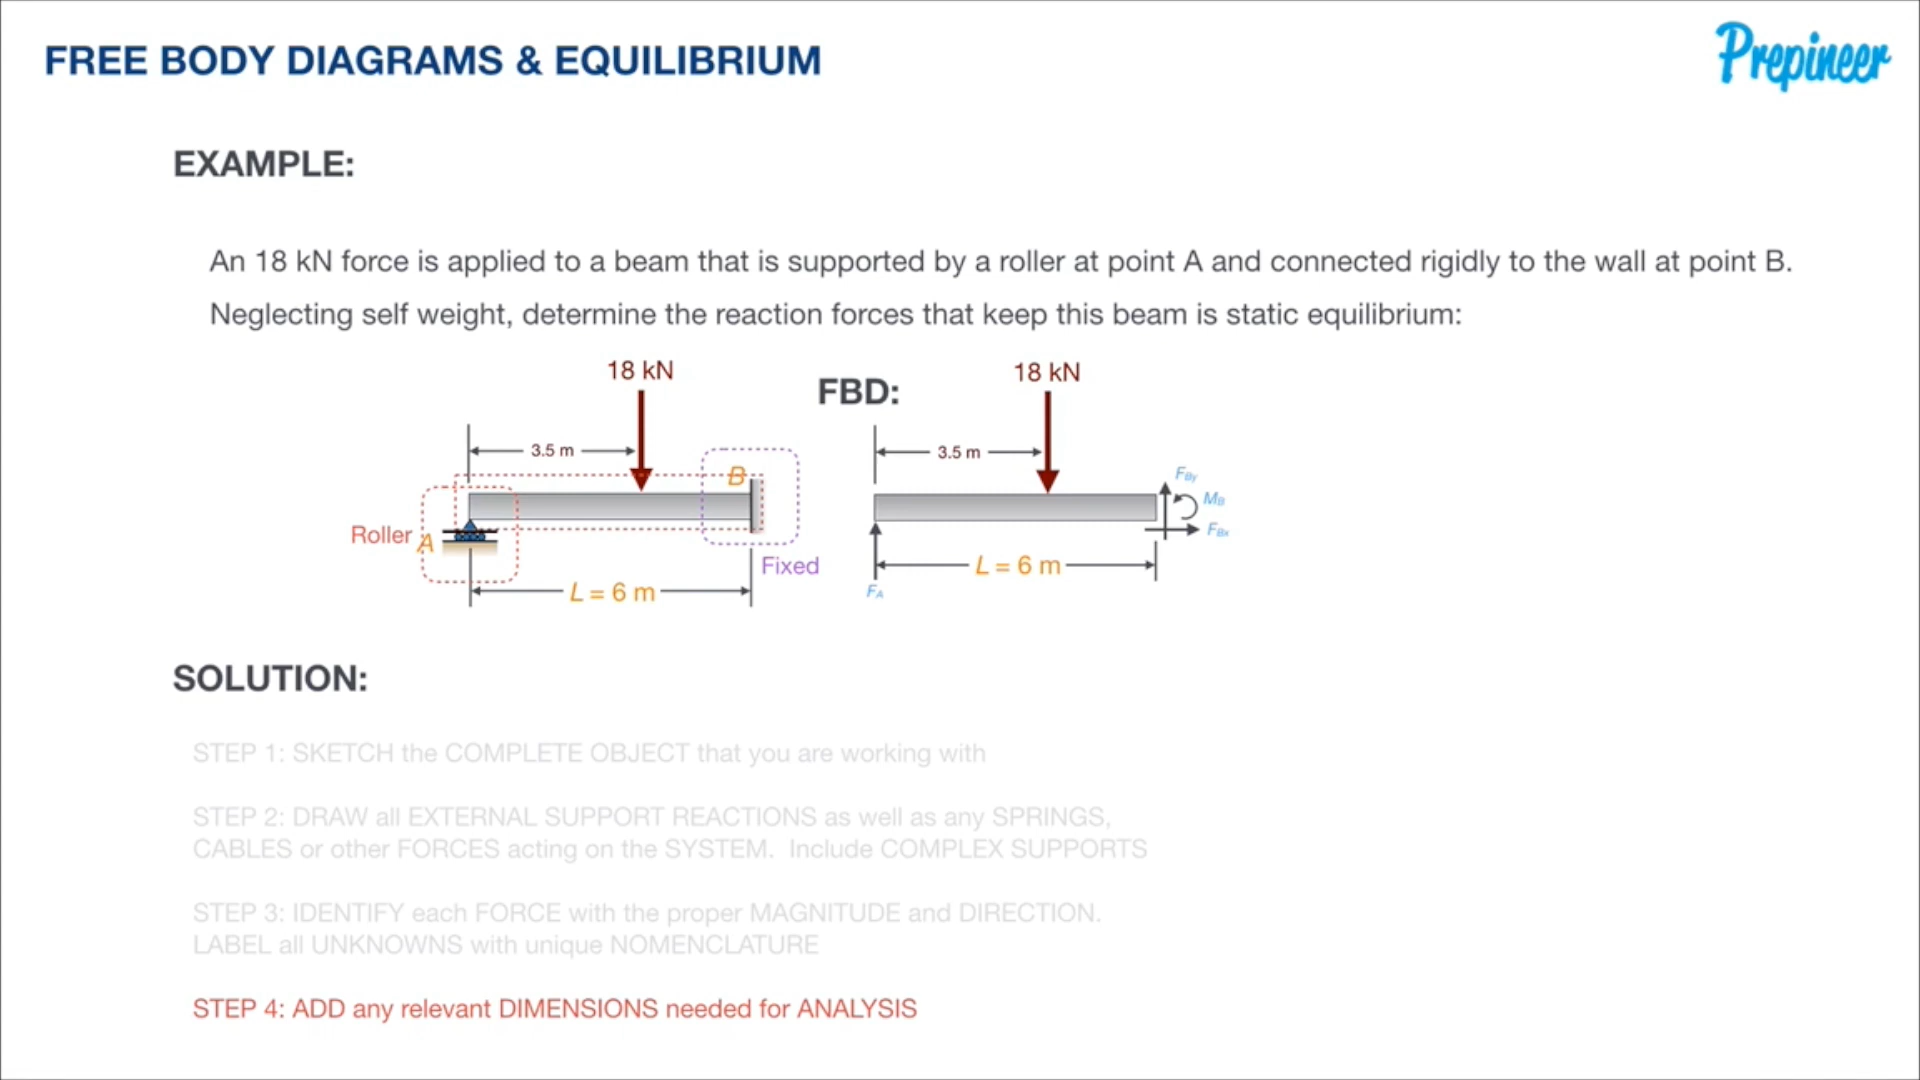 FREE BODY DIAGRAMS & EQUILIBRIUM
Prepineer
EXAMPLE:
An 18 kN force is applied to a beam that is supported by a roller at point A and connected rigidly to the wall at point B.
Neglecting self weight, determine the reaction forces that keep this beam is static equilibrium:
18 kN
3.5 m
B
Roller
A
Fixed
L = 6 m
FBD:
18 kN
3.5 m
FBy
MB
FBx
L = 6 m
FA
SOLUTION:
STEP 1: SKETCH the COMPLETE OBJECT that you are working with
STEP 2: DRAW all EXTERNAL SUPPORT REACTIONS as well as any SPRINGS,
CABLES or other FORCES acting on the SYSTEM. Include COMPLEX SUPPORTS
STEP 3: IDENTIFY each FORCE with the proper MAGNITUDE and DIRECTION.
LABEL all UNKNOWNS with unique NOMENCLATURE
STEP 4: ADD any relevant DIMENSIONS needed for ANALYSIS